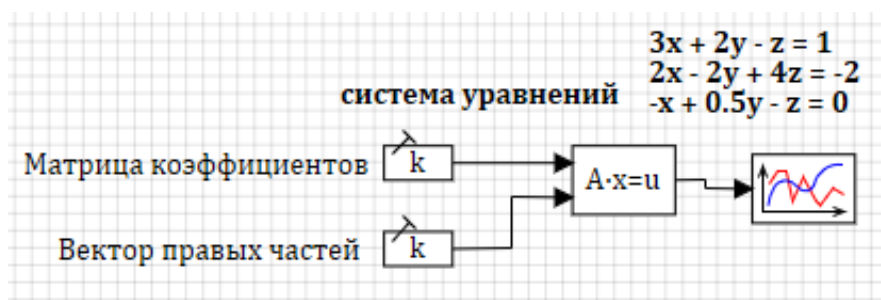 3x + 2y - z = 1
2x - 2y + 4z = -2
-x + 0.5y - z = 0
система уравнений
Матрица коэффициентов
k
A·x=u
Вектор правых частей
k